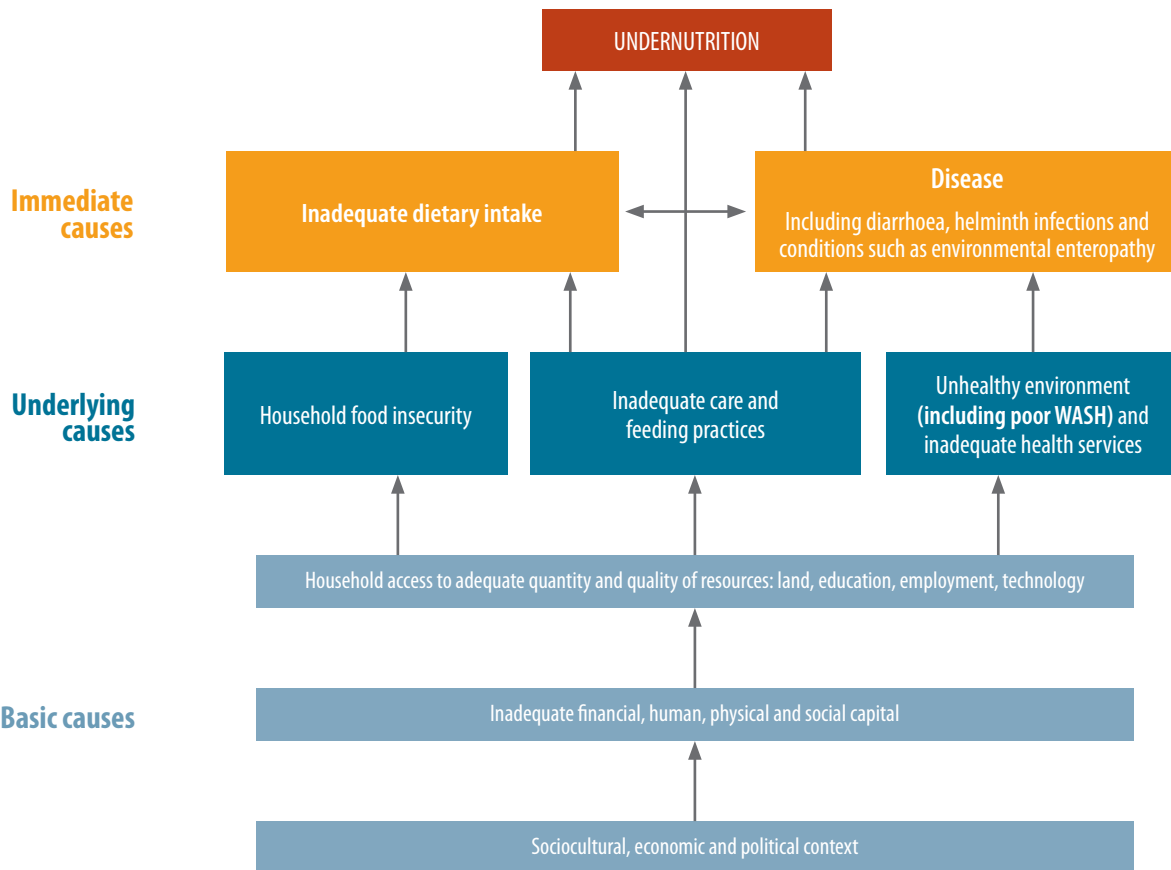 UNDERNUTRITION
Immediate
causes
Inadequate dietary intake
Disease
Including diarrhoea, helminth infections and
conditions such as environmental enteropathy
Underlying
causes
Household food insecurity
Inadequate care and
feeding practices
Unhealthy environment
(including poor WASH) and
inadequate health services
Household access to adequate quantity and quality of resources: land, education, employment, technology
Basic causes
Inadequate financial, human, physical and social capital
Sociocultural, economic and political context